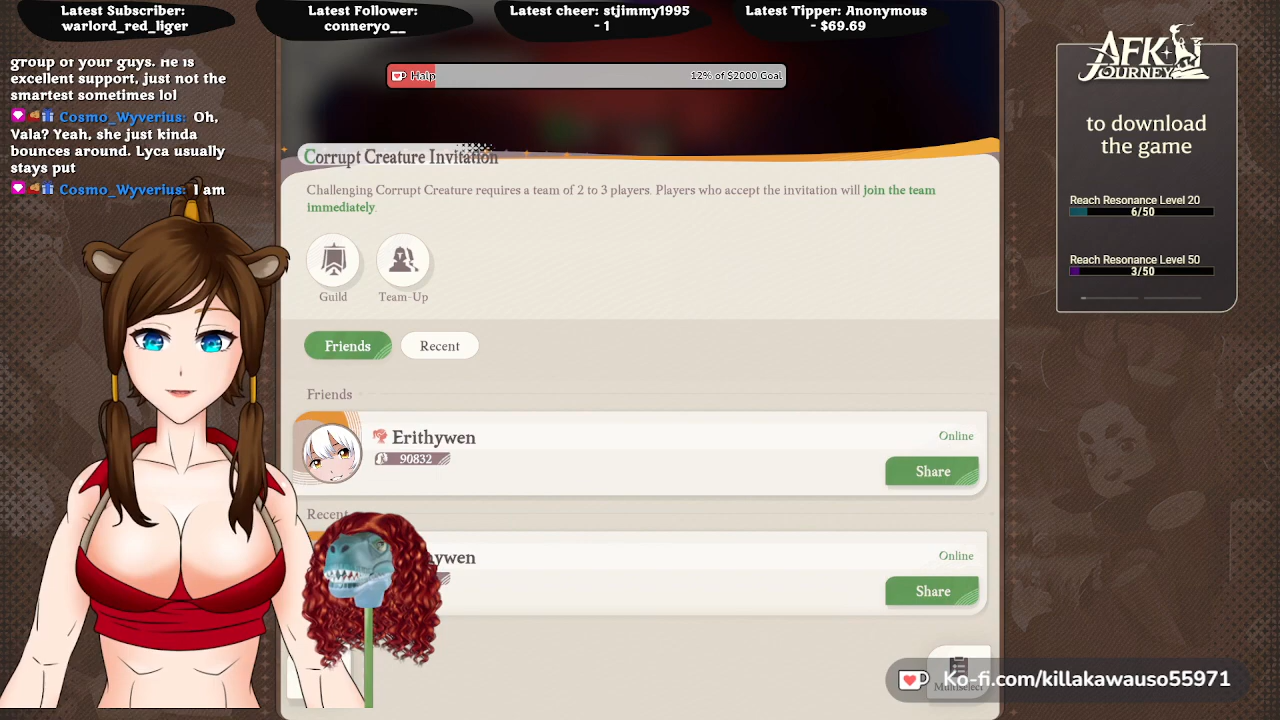 Latest Subscriber:
warlord_red_liger
Latest Follower:
conneryo__
Latest cheer: stjimmy1995
- 1
Latest Tipper: Anonymous
- $69.69
group of your guys. He is
excellent support, just not the
smartest sometimes lol
Cosmo_Wyverius: Oh,
Vala? Yeah, she just kinda
bounces around. Lyca usually
stays put
Cosmo_Wyverius: I am
Halp
12% of $2000 Goal
Corrupt Creature Invitation
Challenging Corrupt Creature requires a team of 2 to 3 players. Players who accept the invitation will join the team
immediately.
Guild
Team-Up
Friends
Recent
Friends
Erithywen
90832
Online
Share
Recent
hywen
Online
Share
Multiselect
Ko-fi.com/killakawauso55971
AFK
JOURNEY
to download
the game
Reach Resonance Level 20
6/50
Reach Resonance Level 50
3/50